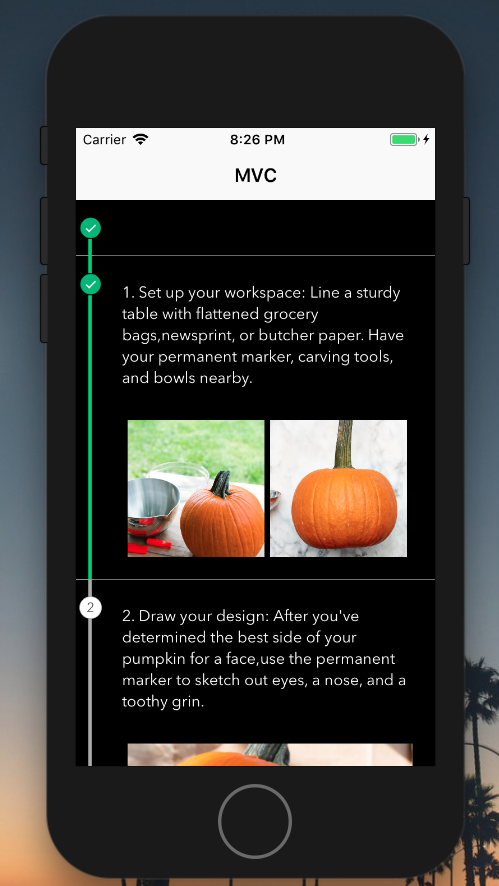 Carrier 8:26 PM
MVC
1. Set up your workspace: Line a sturdy
table with flattened grocery
bags,newsprint, or butcher paper. Have
your permanent marker, carving tools,
and bowls nearby.
2
2. Draw your design: After you've
determined the best side of your
pumpkin for a face,use the permanent
marker to sketch out eyes, a nose, and a
toothy grin.